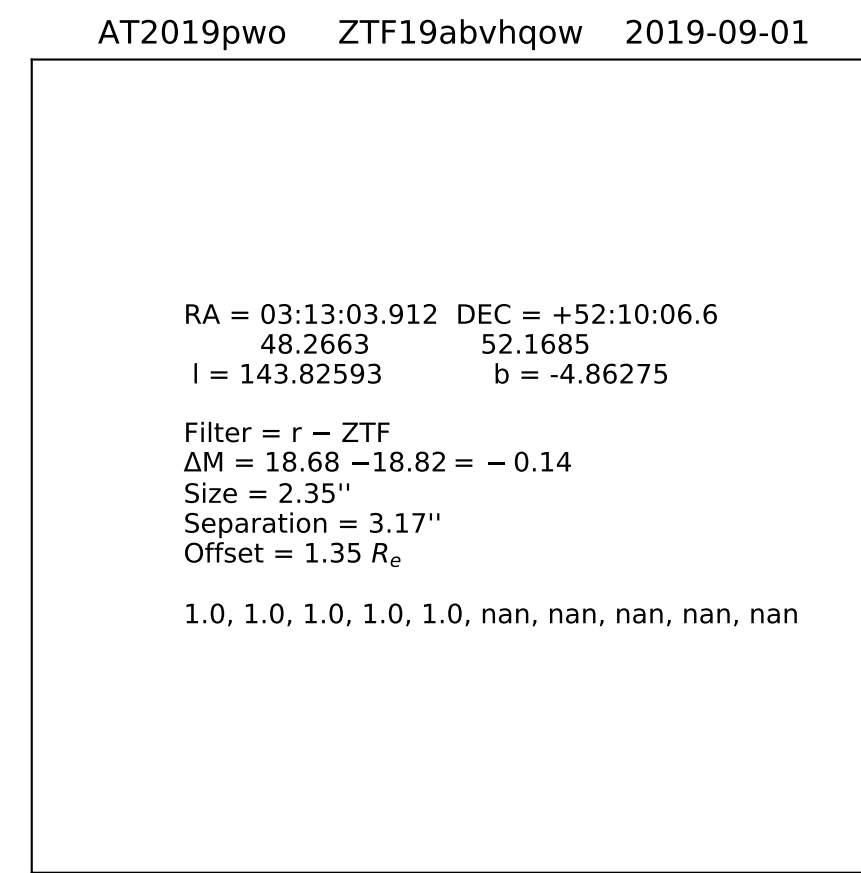 AT2019pwo ZTF19abvhqow 2019-09-01
RA = 03:13:03.912 DEC = +52:10:06.6
48.2663 52.1685
l = 143.82593 b = -4.86275
Filter = r − ZTF
ΔM = 18.68 −18.82 = − 0.14
Size = 2.35''
Separation = 3.17''
Offset = 1.35 Re
1.0, 1.0, 1.0, 1.0, 1.0, nan, nan, nan, nan, nan